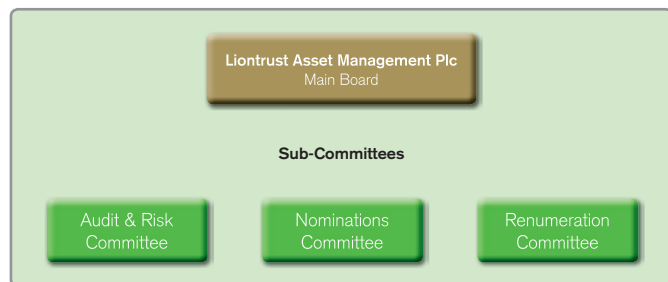 Liontrust Asset Management Plc
Main Board
Sub-Committees
Audit & Risk
Committee
Nominations
Committee
Renumeration
Committee